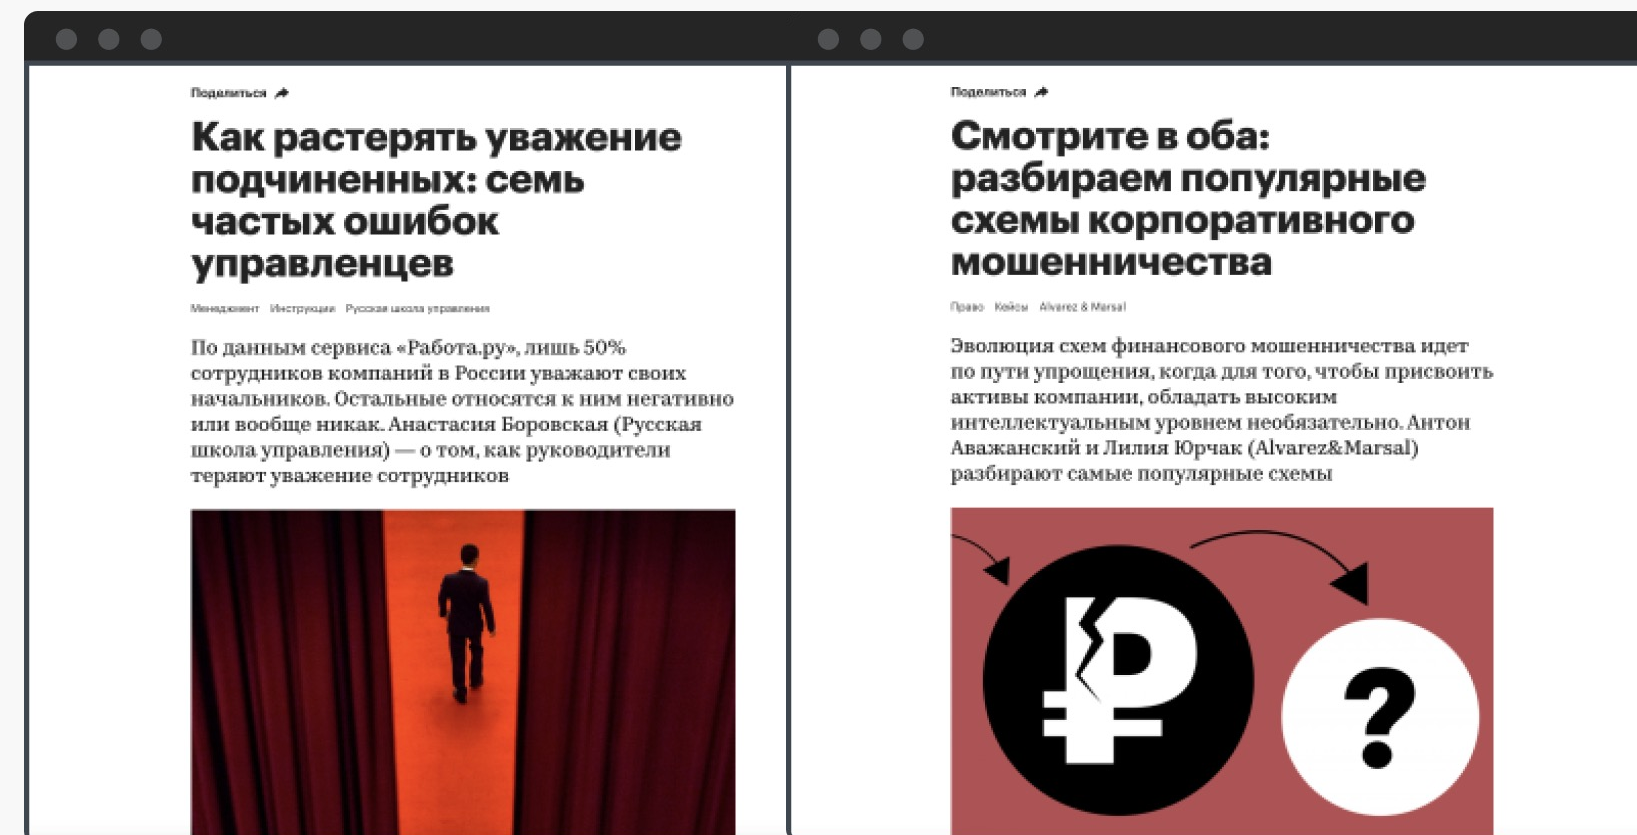 Поделиться
Как растерять уважение
подчиненных: семь
частых ошибок
управленцев
Менеджмент Инструкции Русская школа управления
По данным сервиса «Работа.ру», лишь 50%
сотрудников компаний в России уважают своих
начальников. Остальные относятся к ним негативно
или вообще никак. Анастасия Боровская (Русская
школа управления) — о том, как руководители
теряют уважение сотрудников
Поделиться
Смотрите в оба:
разбираем популярные
схемы корпоративного
мошенничества
Право Кейсы Alvarez & Marsal
Эволюция схем финансового мошенничества идет
по пути упрощения, когда для того, чтобы присвоить
активы компании, обладать высоким
интеллектуальным уровнем необязательно. Антон
Аважанский и Лилия Юрчак (Alvarez&Marsal)
разбирают самые популярные схемы
₽
?